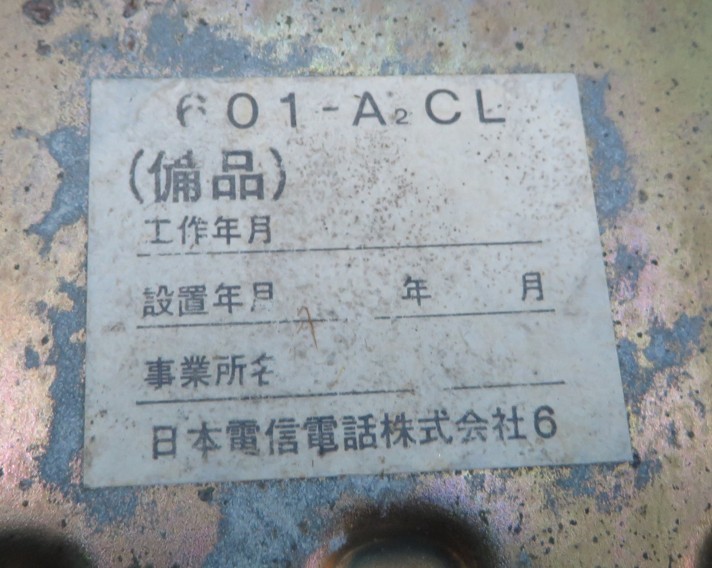 601-A₂CL
(備品)
工作年月
設置年月 年 月
事業所名
日本電信電話株式会社6